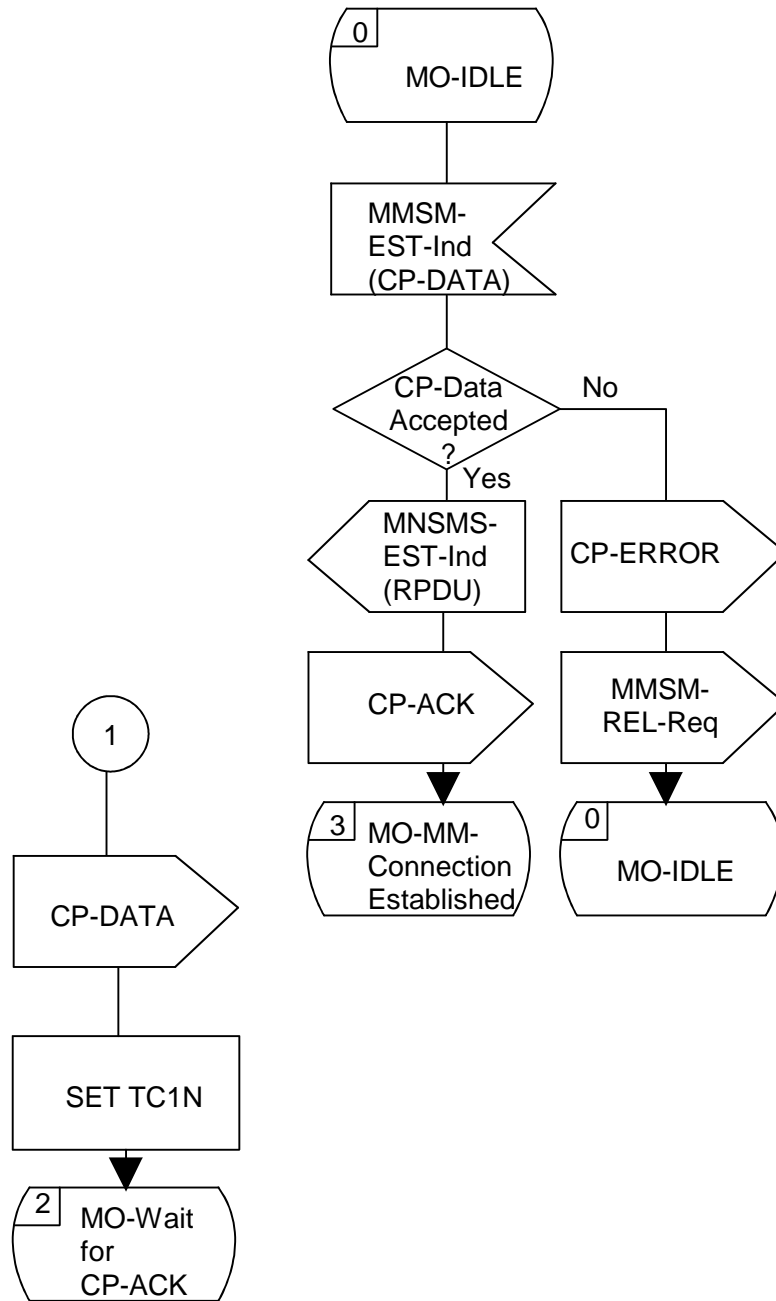 0
MO-IDLE
MMSM-
EST-Ind
(CP-DATA)
CP-Data
Accepted
?
No
Yes
MNSMS-
EST-Ind
(RPDU)
CP-ERROR
CP-ACK
MMSM-
REL-Req
3
MO-MM-
Connection
Established
0
MO-IDLE
1
CP-DATA
SET TC1N
2
MO-Wait
for
CP-ACK